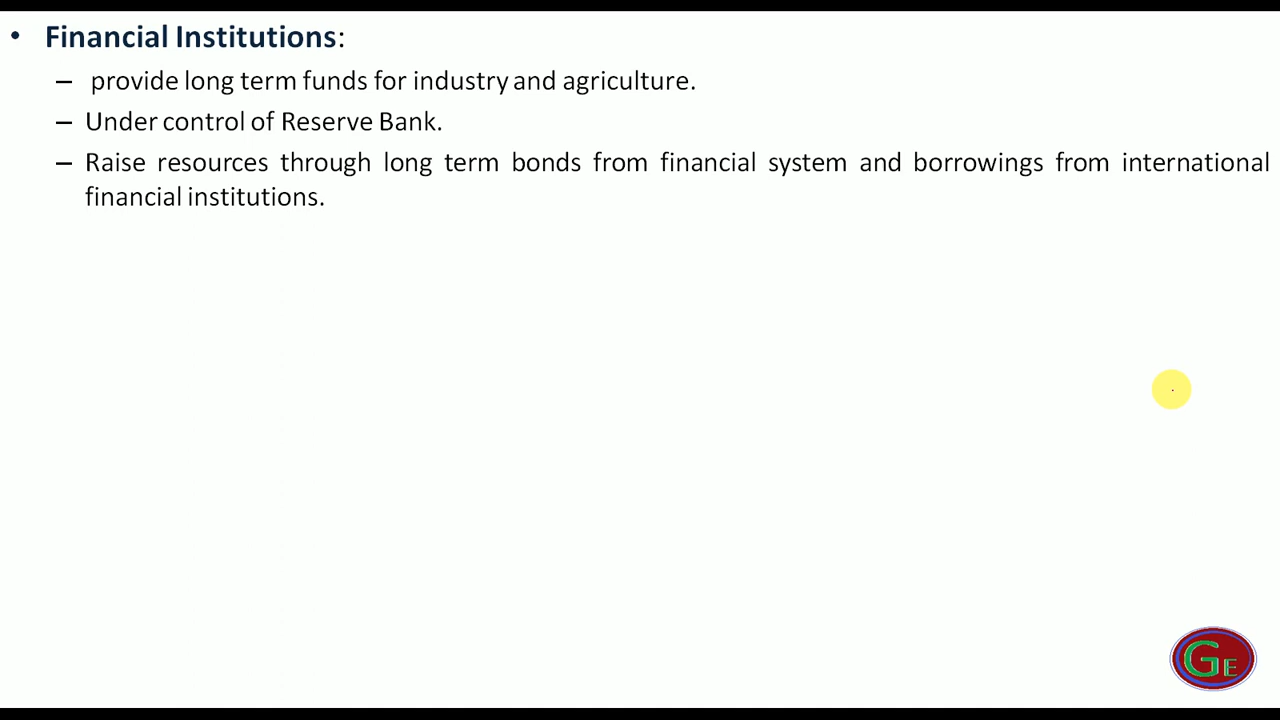 • Financial Institutions:
– provide long term funds for industry and agriculture.
– Under control of Reserve Bank.
– Raise resources through long term bonds from financial system and borrowings from international
financial institutions.
GE